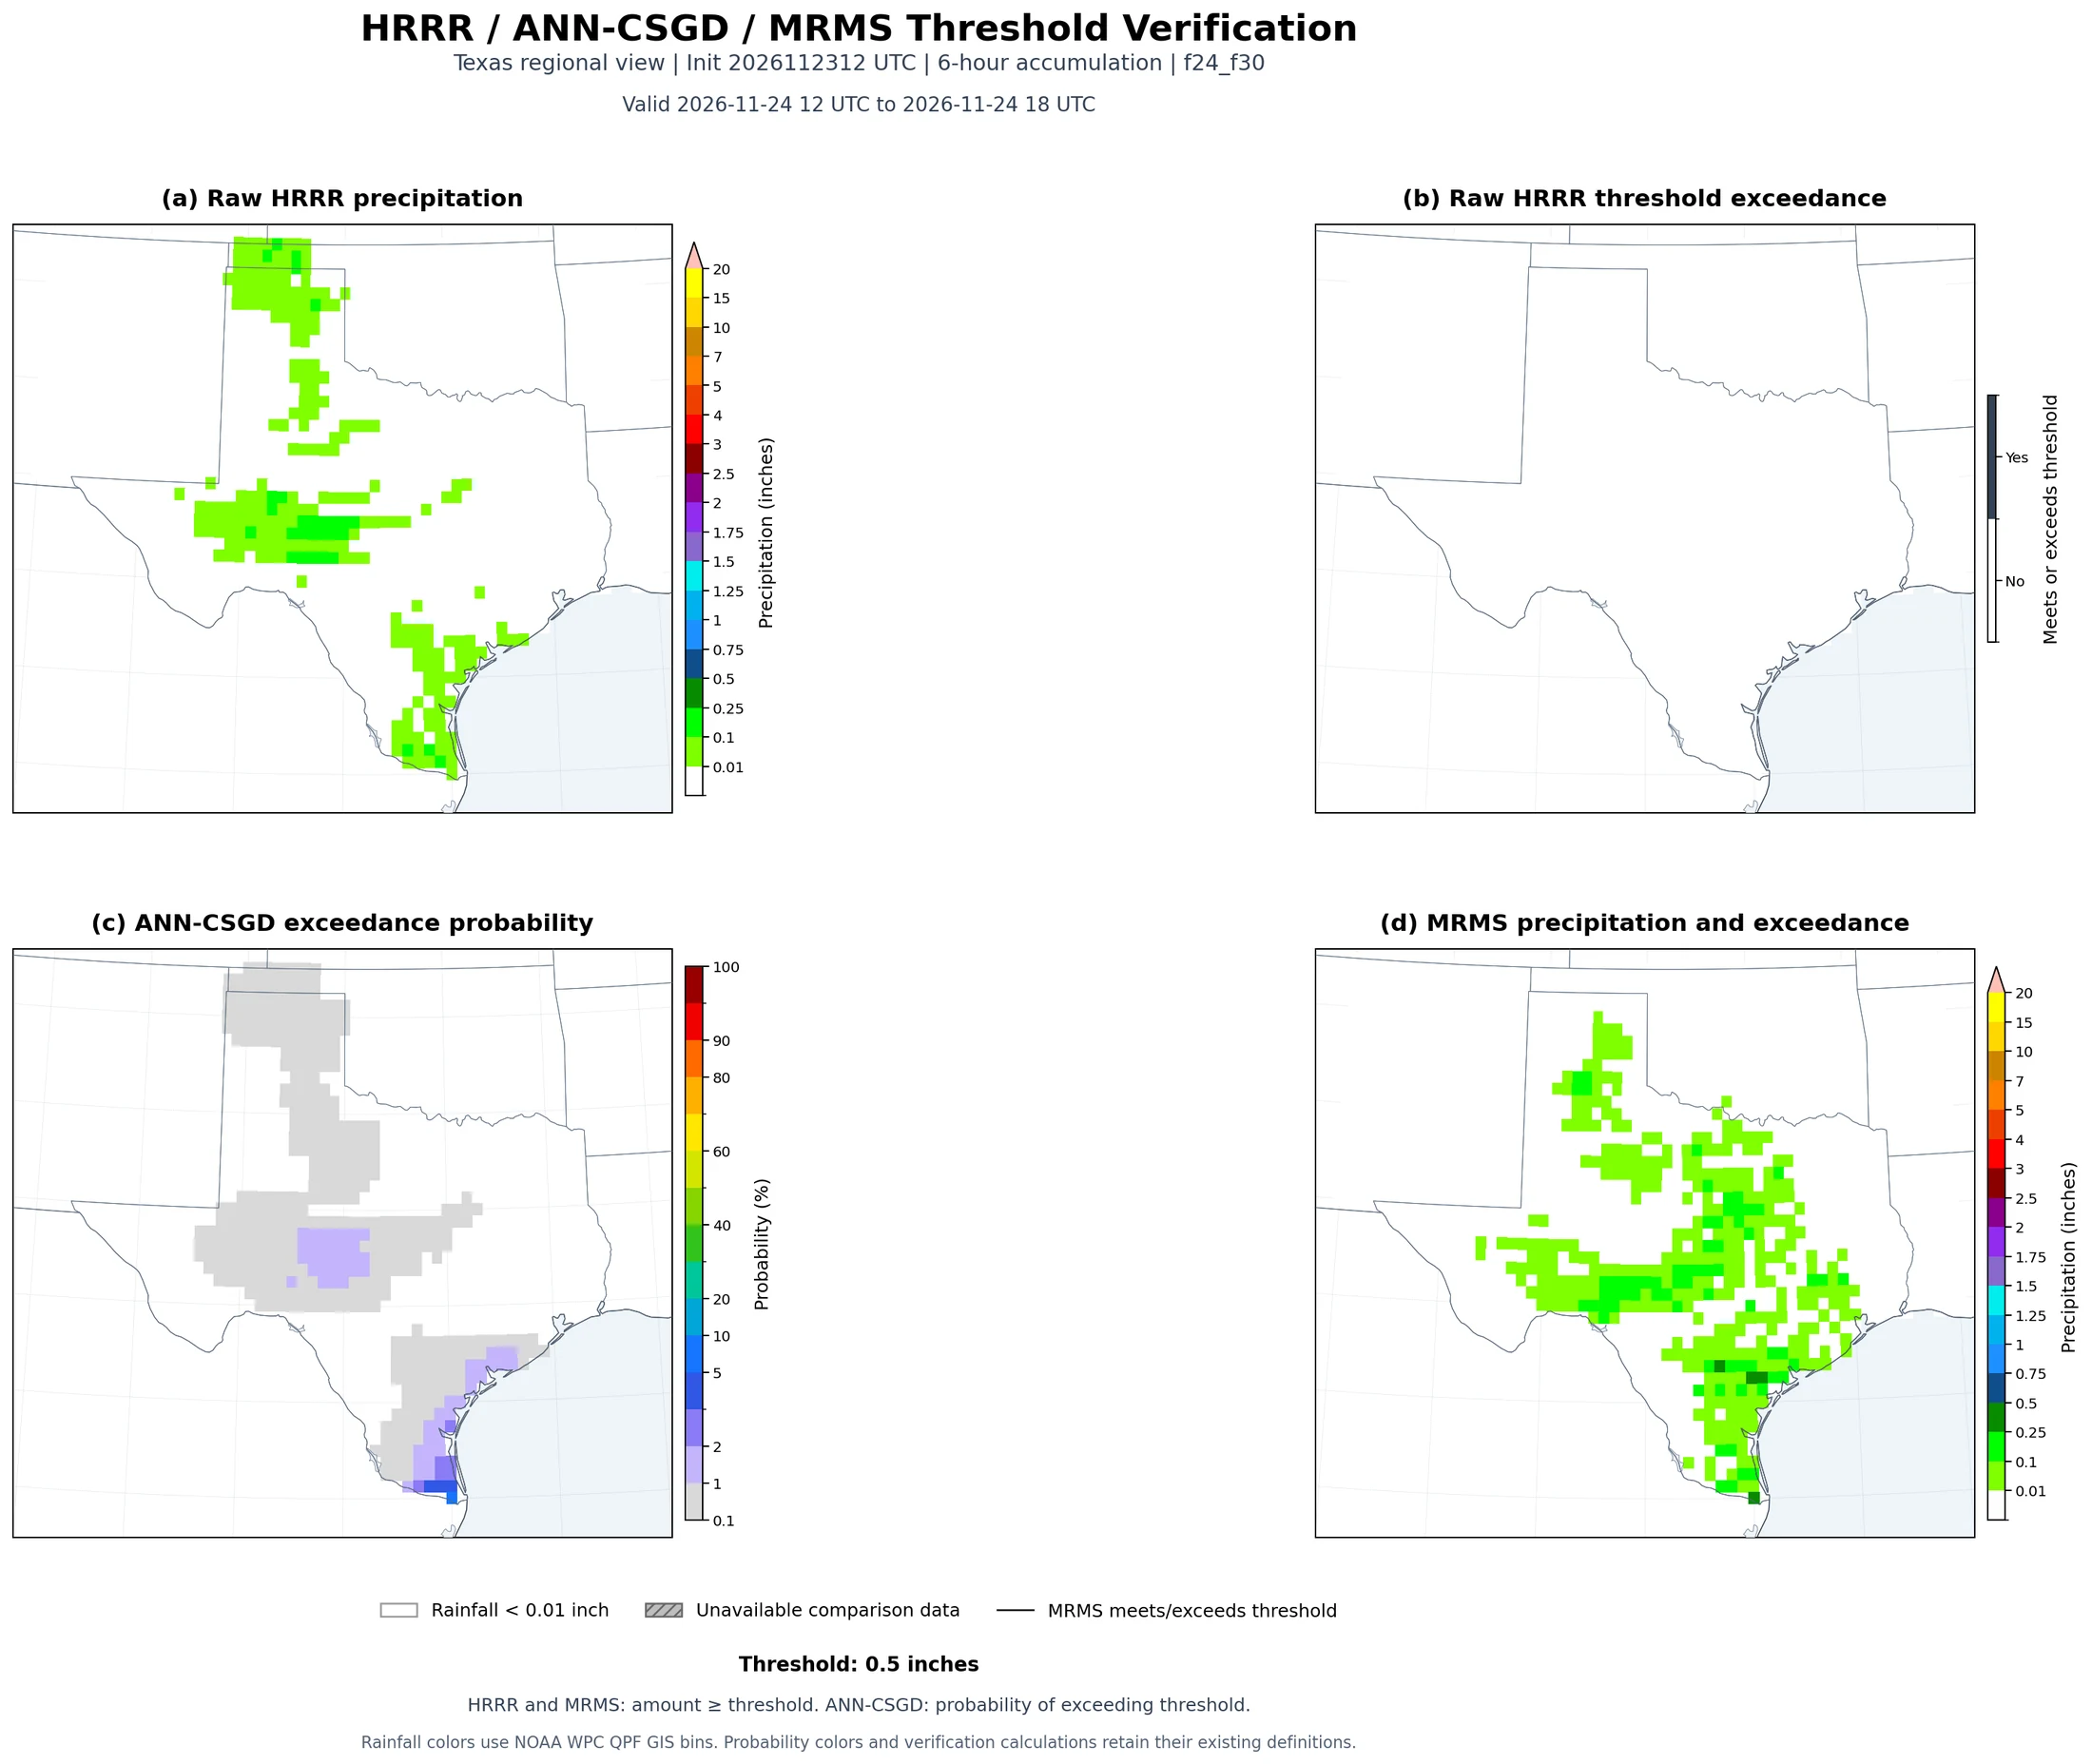 HRRR / ANN-CSGD / MRMS Threshold Verification
Texas regional view | Init 2026112312 UTC | 6-hour accumulation | f24_f30
Valid 2026-11-24 12 UTC to 2026-11-24 18 UTC
(a) Raw HRRR precipitation
20
15
10
7
5
4
3
2.5
2
1.75
1.5
1.25
1
0.75
0.5
0.25
0.1
0.01
Precipitation (inches)
(b) Raw HRRR threshold exceedance
Yes
No
Meets or exceeds threshold
(c) ANN-CSGD exceedance probability
100
90
80
60
40
20
10
5
2
1
0.1
Probability (%)
(d) MRMS precipitation and exceedance
20
15
10
7
5
4
3
2.5
2
1.75
1.5
1.25
1
0.75
0.5
0.25
0.1
0.01
Precipitation (inches)
Rainfall < 0.01 inch Unavailable comparison data MRMS meets/exceeds threshold
Threshold: 0.5 inches
HRRR and MRMS: amount ≥ threshold. ANN-CSGD: probability of exceeding threshold.
Rainfall colors use NOAA WPC QPF GIS bins. Probability colors and verification calculations retain their existing definitions.